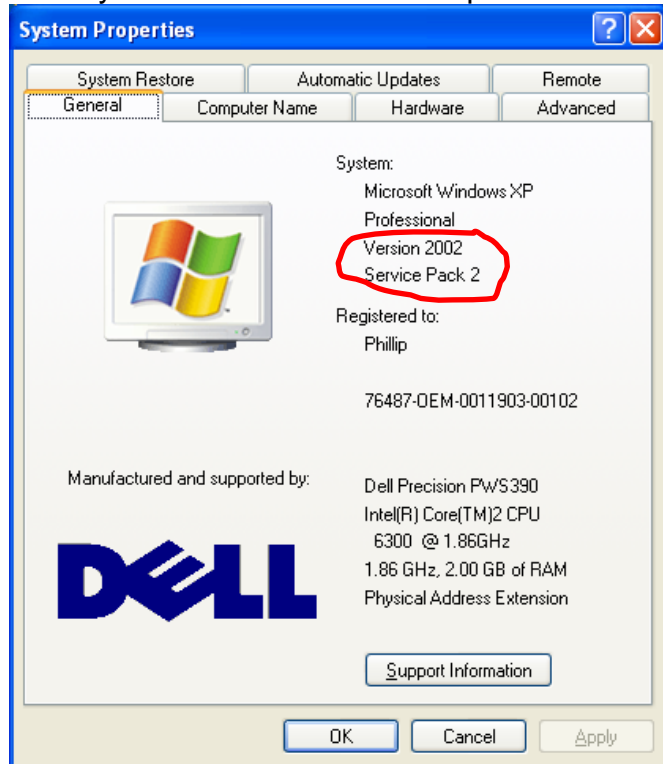 System Properties
System Restore
Automatic Updates
Remote
General
Computer Name
Hardware
Advanced
System:
Microsoft Windows XP
Professional
Version 2002
Service Pack 2
Registered to:
Phillip
76487-OEM-0011903-00102
Manufactured and supported by:
DELL
Dell Precision PWS390
Intel(R) Core(TM)2 CPU
6300 @ 1.86GHz
1.86 GHz, 2.00 GB of RAM
Physical Address Extension
Support Information
OK
Cancel
Apply